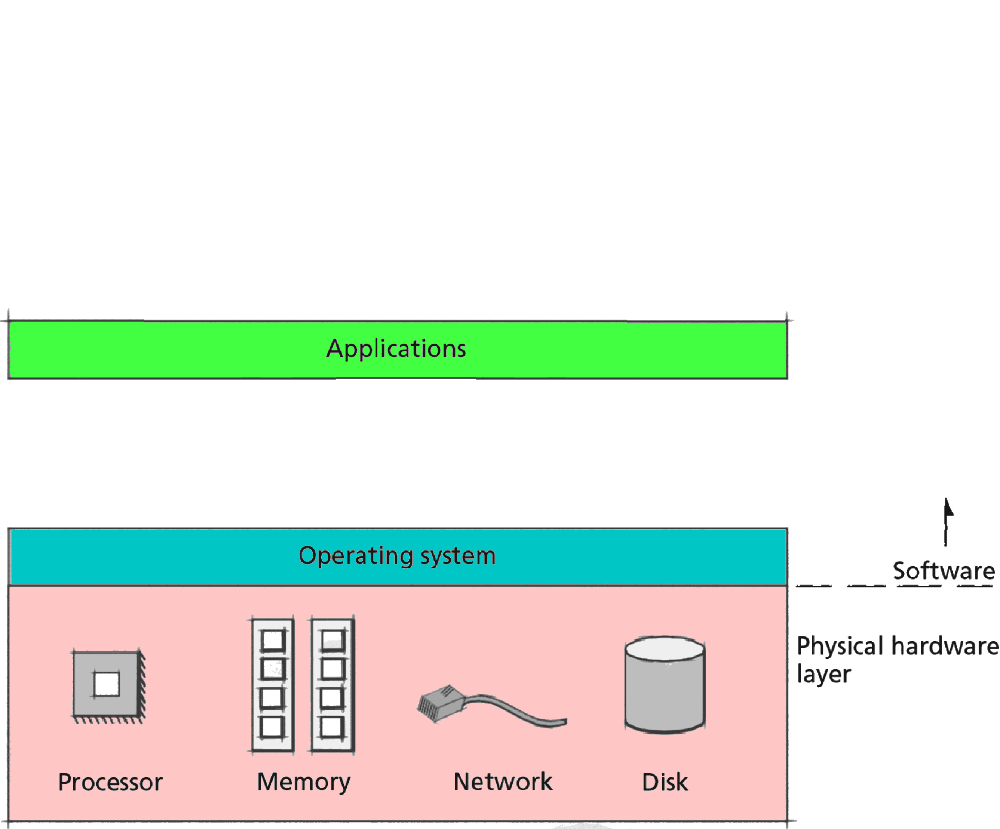 Applications
Operating system
Software
Physical hardware
layer
Processor
Memory
Network
Disk